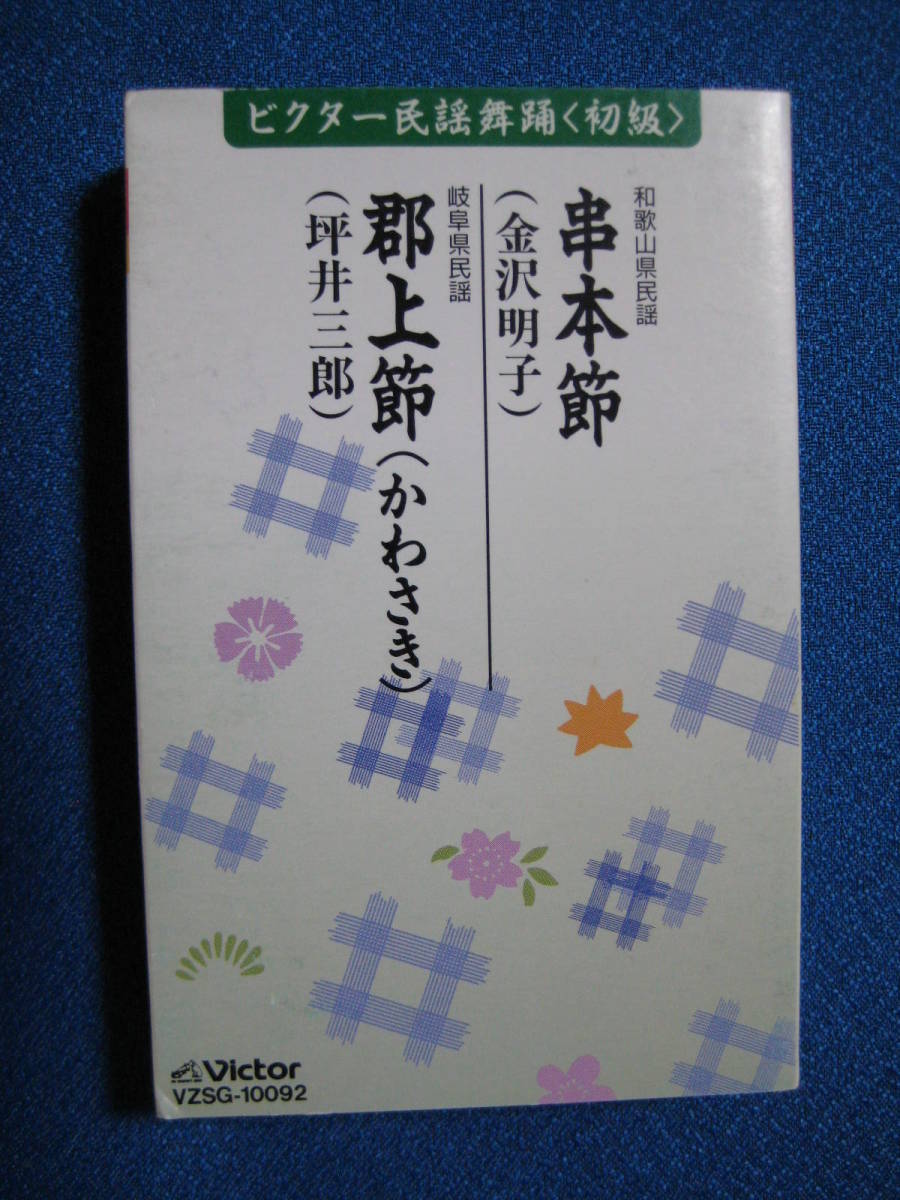 ビクター民謡舞踊〈初級〉
和歌山県民謡
串本節
(金沢明子)
岐阜県民謡
郡上節(かわさき)
(坪井三郎)
Victor
VZSG-10092